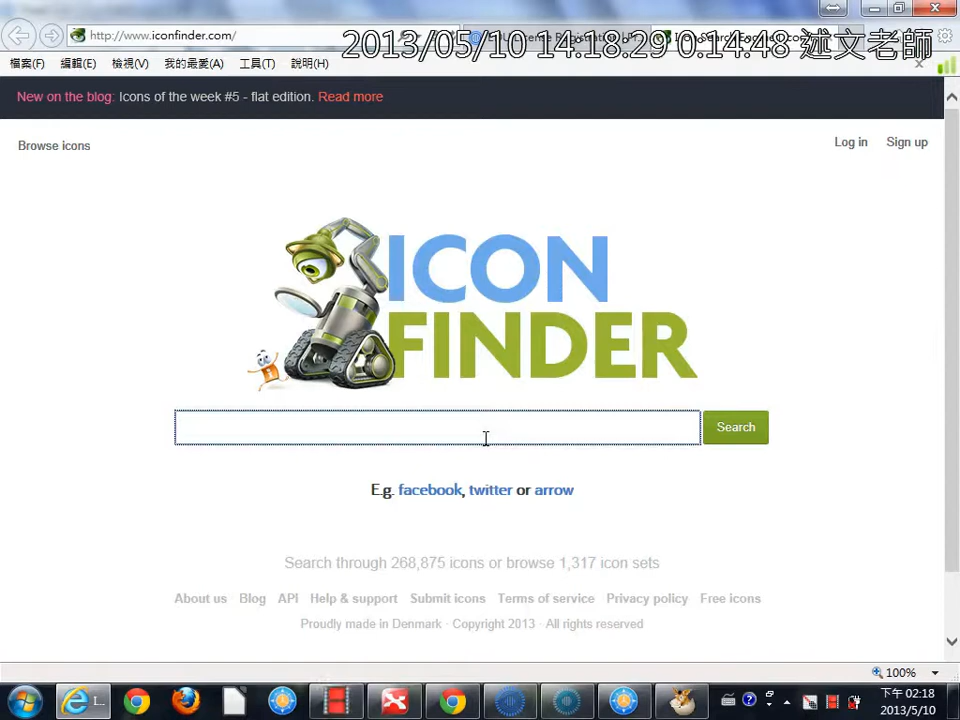 http://www.iconfinder.com/
2013/05/10 14:18:29 0:14:48 述文老師
檔案(F) 編輯(E) 檢視(V) 我的最愛(A) 工具(T) 說明(H)
New on the blog: Icons of the week #5 - flat edition. Read more
Browse icons
Log in Sign up
ICON
FINDER
Search
E.g. facebook, twitter or arrow
Search through 268,875 icons or browse 1,317 icon sets
About us Blog API Help & support Submit icons Terms of service Privacy policy Free icons
Proudly made in Denmark · Copyright 2013 · All rights reserved
100%
I...
下午 02:18
2013/5/10